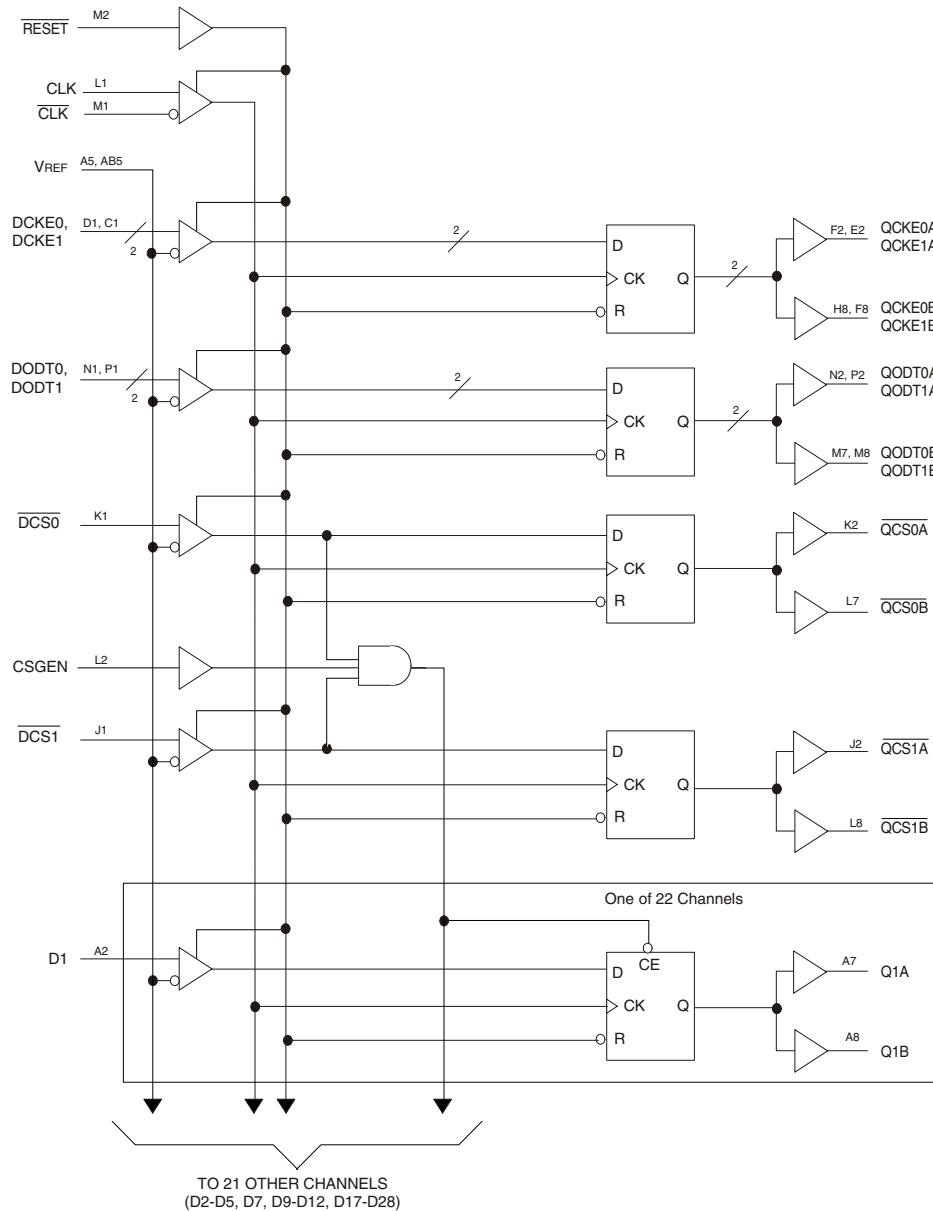 RESET M2
CLK L1
CLK M1
VREF A5, AB5
DCKE0, D1, C1
DCKE1 2
2
D
CK Q
R
2
F2, E2 QCKE0A
QCKE1A
H8, F8 QCKE0B
QCKE1B
DODT0, N1, P1
DODT1 2
2
D
CK Q
R
2
N2, P2 QODT0A
QODT1A
M7, M8 QODT0B
QODT1B
DCS0 K1
D
CK Q
R
K2 QCS0A
L7 QCS0B
CSGEN L2
DCS1 J1
D
CK Q
R
J2 QCS1A
L8 QCS1B
One of 22 Channels
D1 A2
CE
D
CK Q
R
A7 Q1A
A8 Q1B
TO 21 OTHER CHANNELS
(D2-D5, D7, D9-D12, D17-D28)